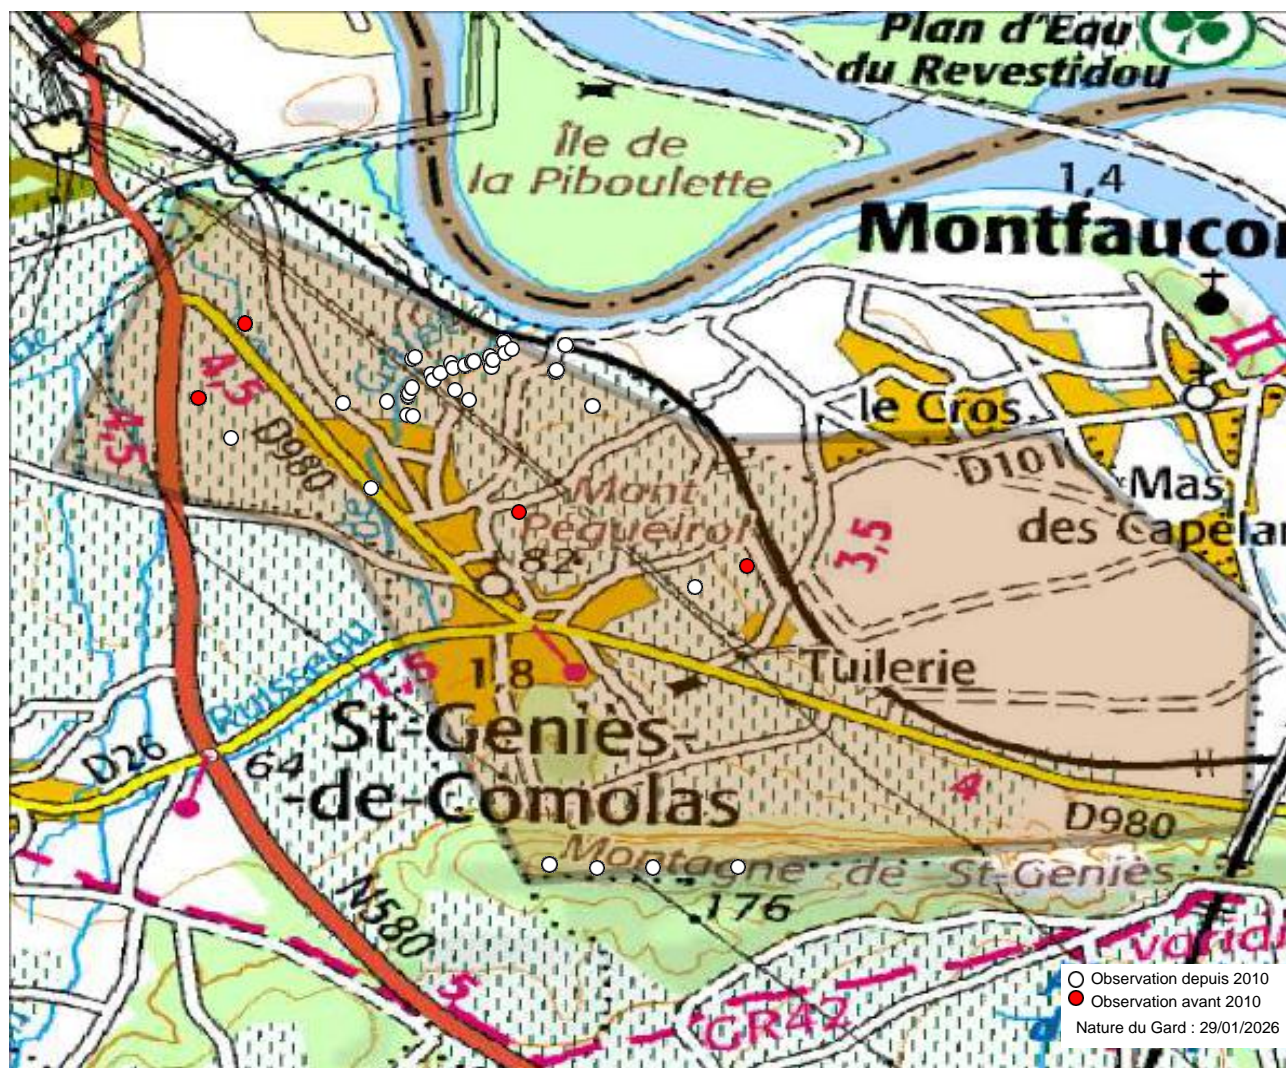 Plan d'Eau
du Revestidou
Île de
la Piboulette
1,4
Montfaucon
4,5
4,5
le Cros
D980
D101
Mas
des Capelan
Mont
Pégueirol
3,5
82
Tuilerie
1,8
1,5
Ruisseau
St-Geniès-
-de-Comolas
D26
64
4
D980
Montagne de St-Geniès
176
N580
5
GR42
Observation depuis 2010
Observation avant 2010
Nature du Gard : 29/01/2026